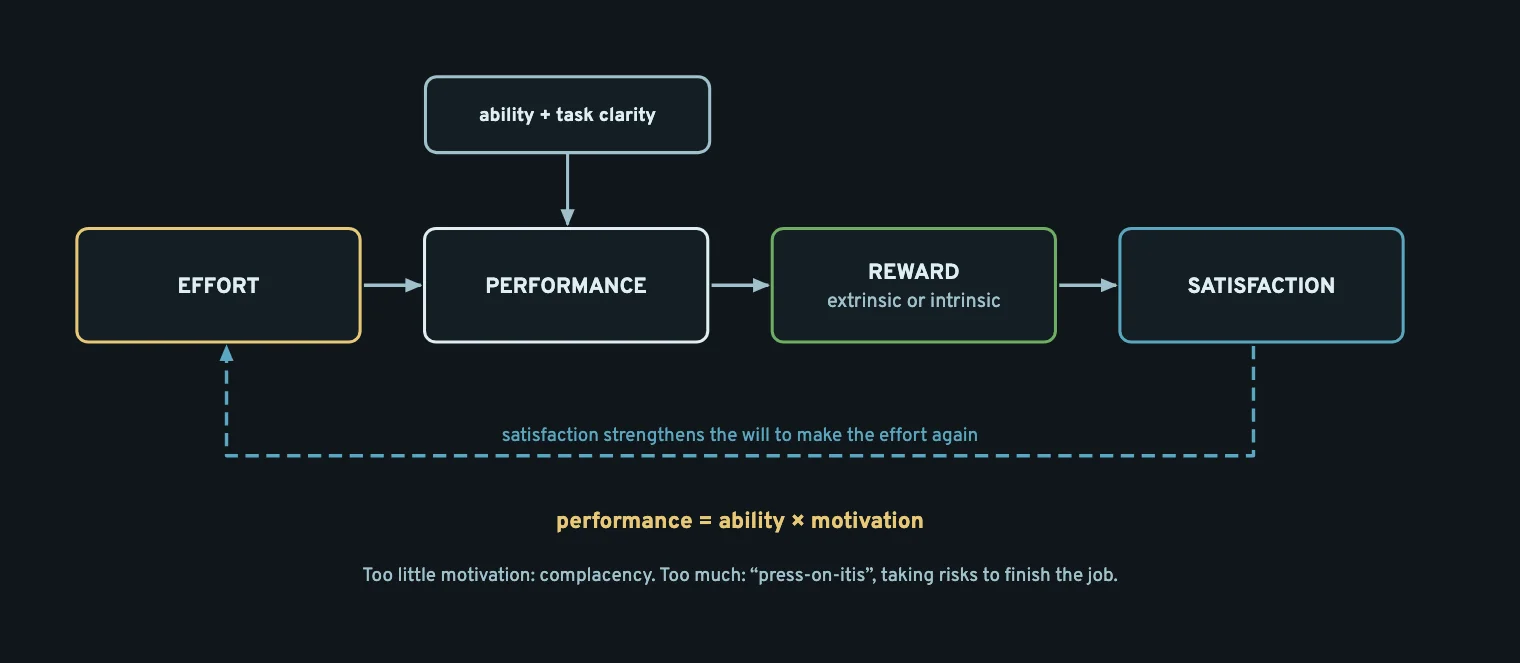 ability + task clarity
EFFORT
PERFORMANCE
REWARD
extrinsic or intrinsic
SATISFACTION
satisfaction strengthens the will to make the effort again
performance = ability × motivation
Too little motivation: complacency. Too much: “press-on-itis”, taking risks to finish the job.